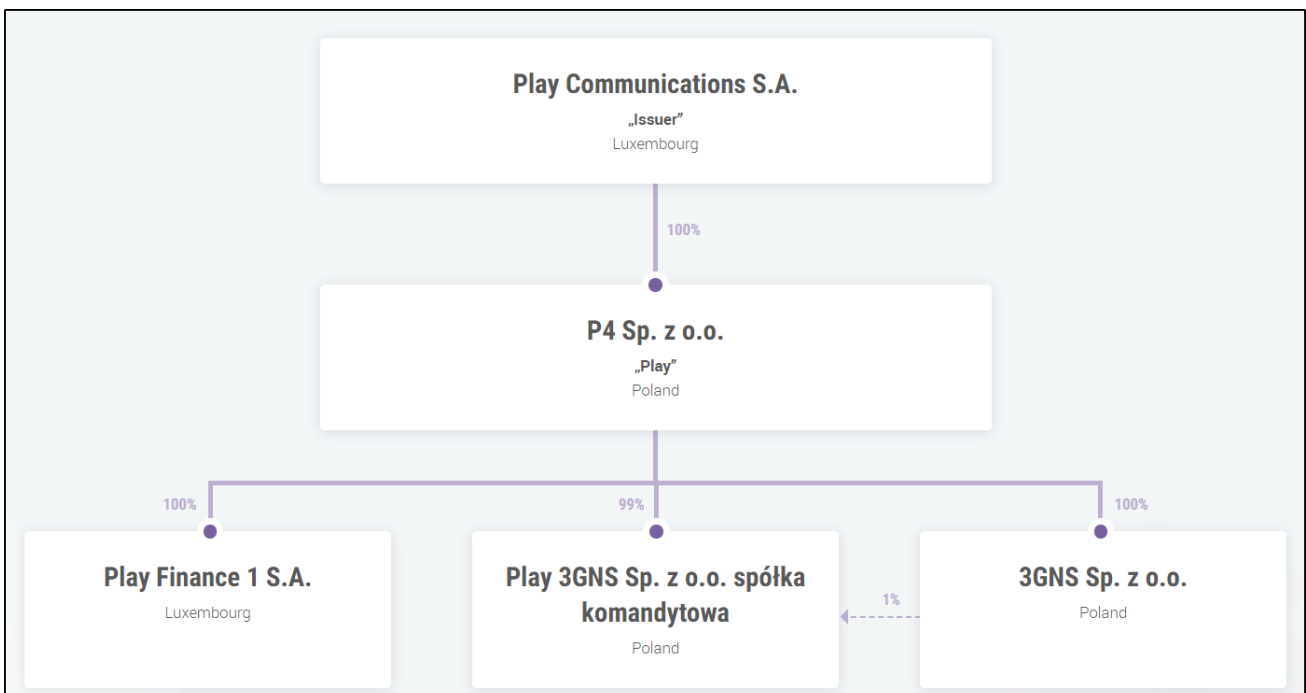 Play Communications S.A.
„Issuer”
Luxembourg
100%
P4 Sp. z o.o.
„Play”
Poland
100%
99%
100%
Play Finance 1 S.A.
Luxembourg
Play 3GNS Sp. z o.o. spółka
komandytowa
Poland
1%
3GNS Sp. z o.o.
Poland